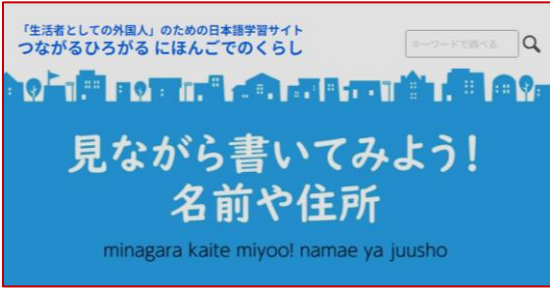 「生活者としての外国人」のための日本語学習サイト
つながるひろがる にほんごでのくらし
キーワードで調べる
見ながら書いてみよう!
名前や住所
minagara kaite miyoo! namae ya juusho